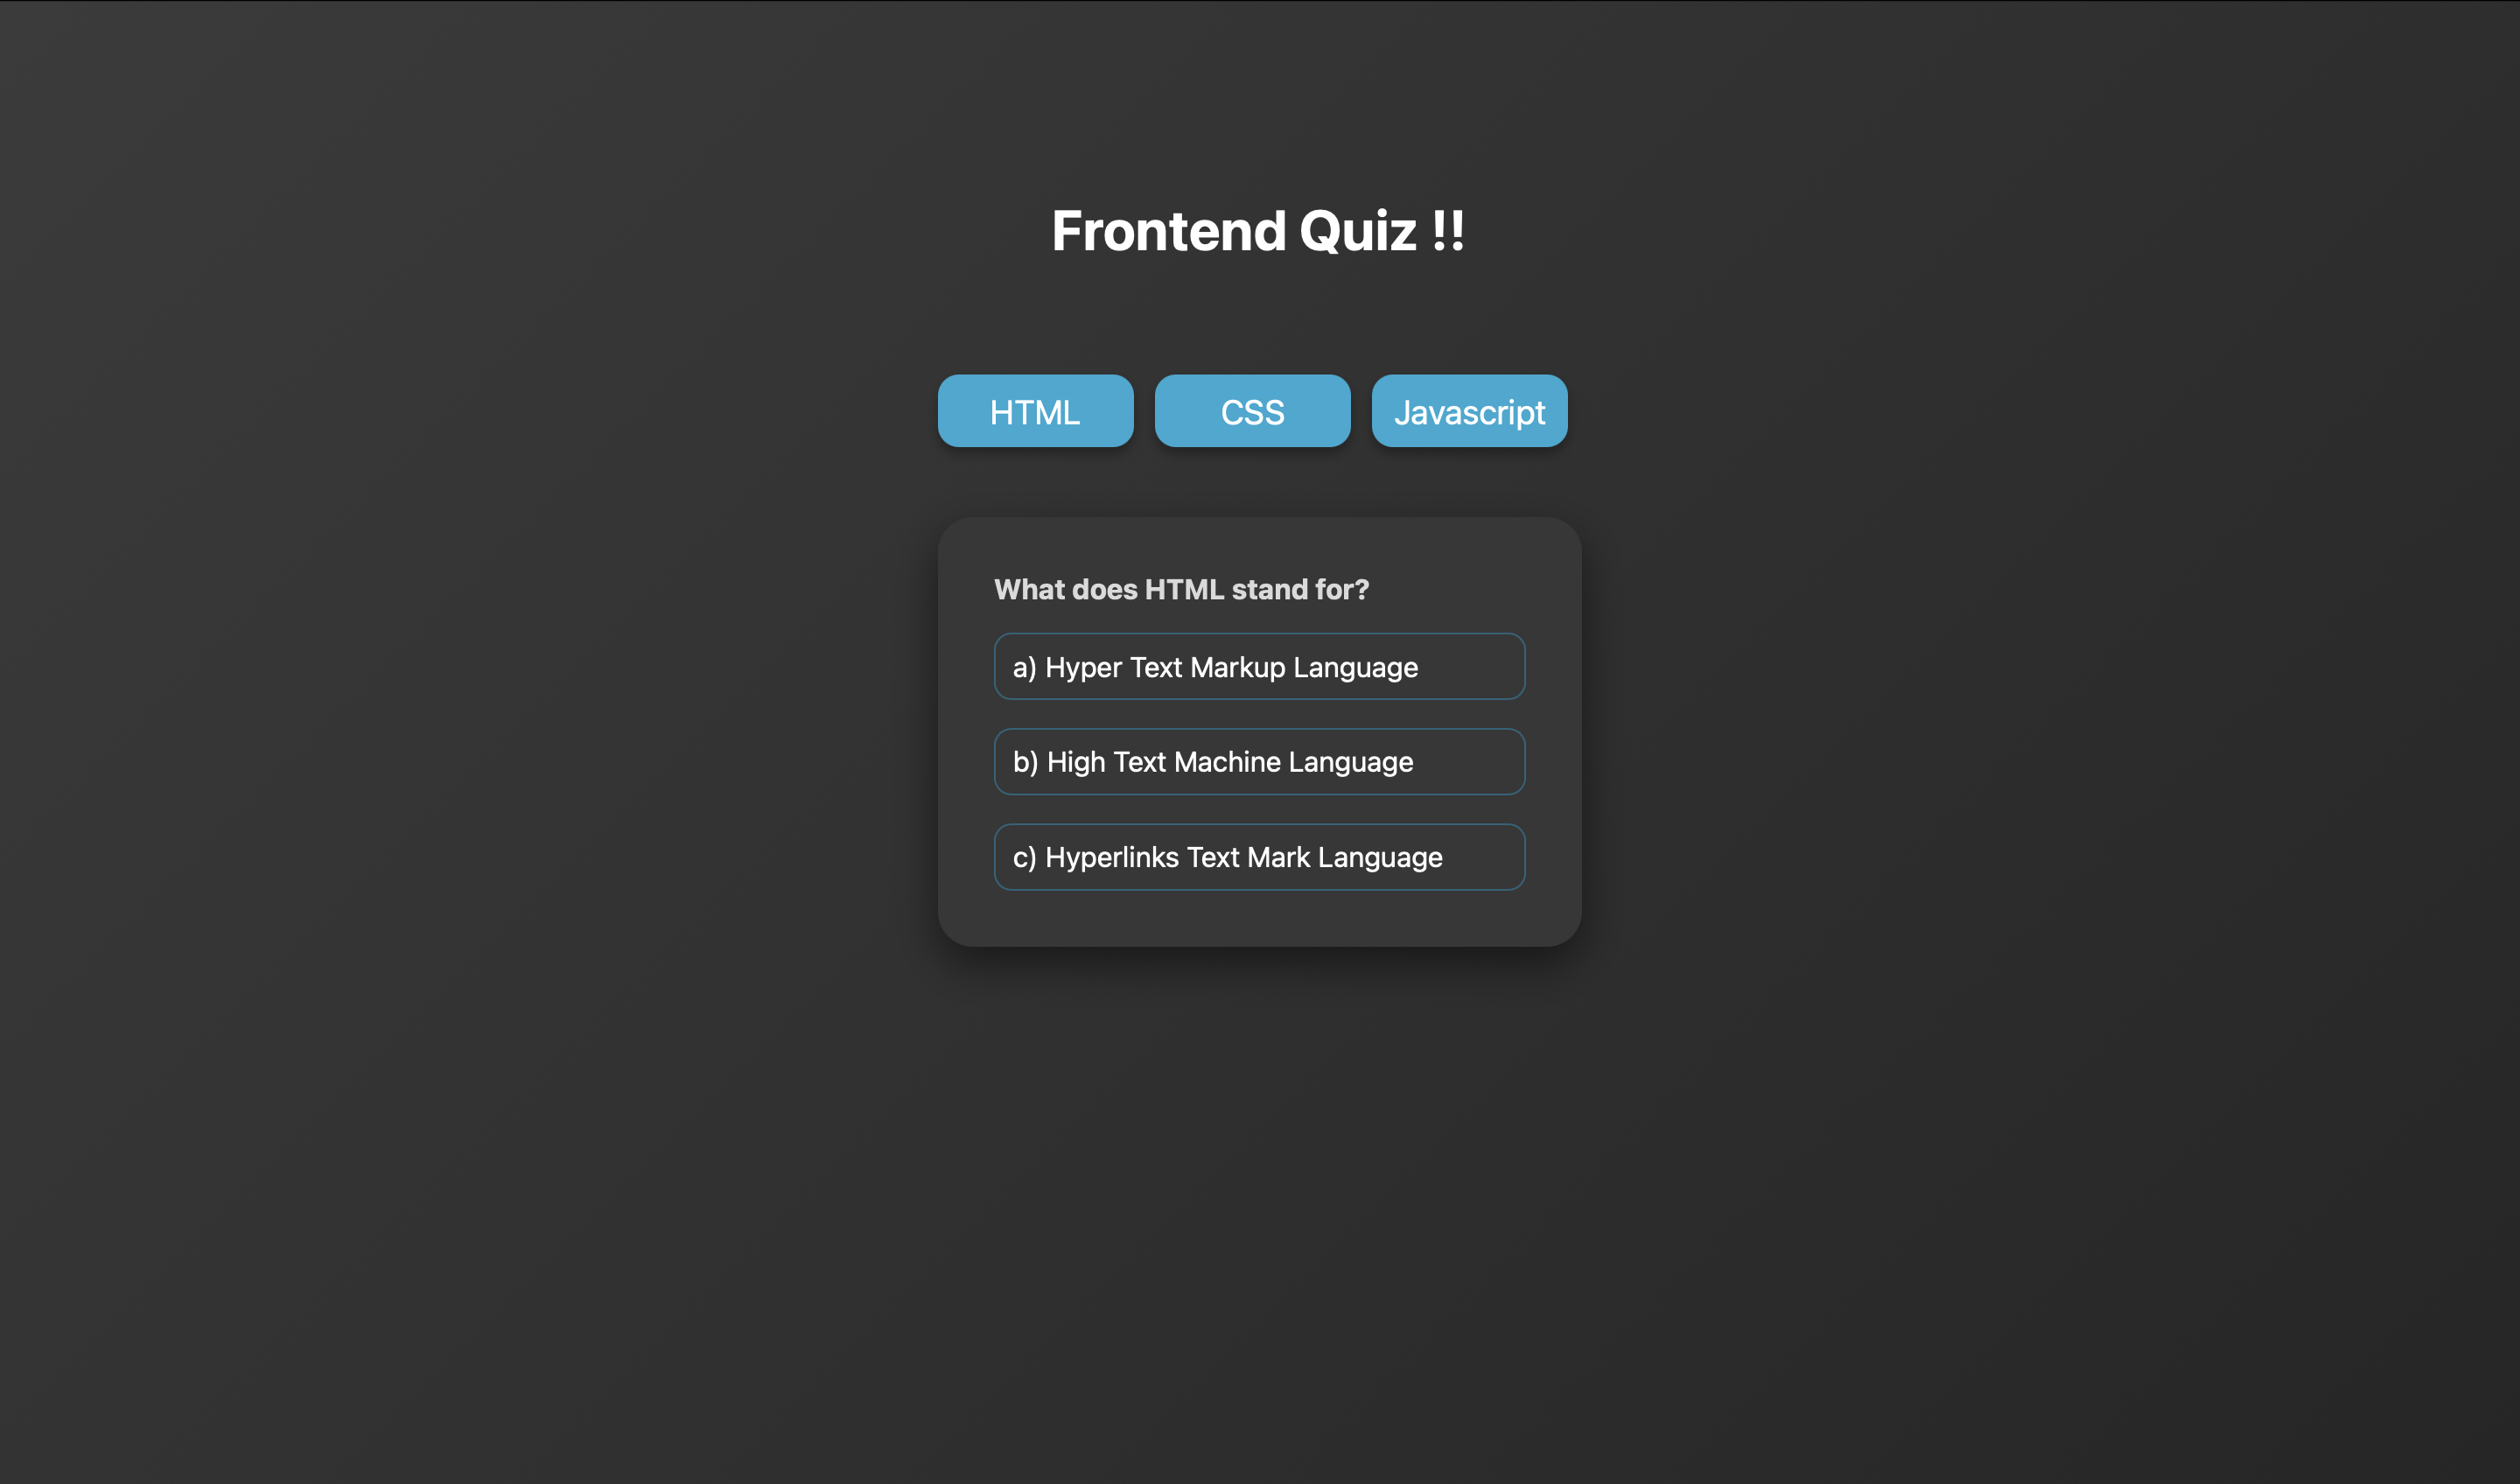 Frontend Quiz !!
HTML
CSS
Javascript
What does HTML stand for?
a) Hyper Text Markup Language
b) High Text Machine Language
c) Hyperlinks Text Mark Language